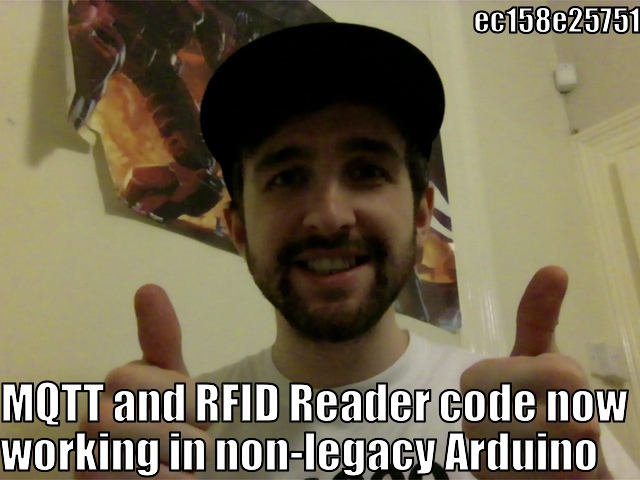 ec158e25751
MQTT and RFID Reader code now
working in non-legacy Arduino